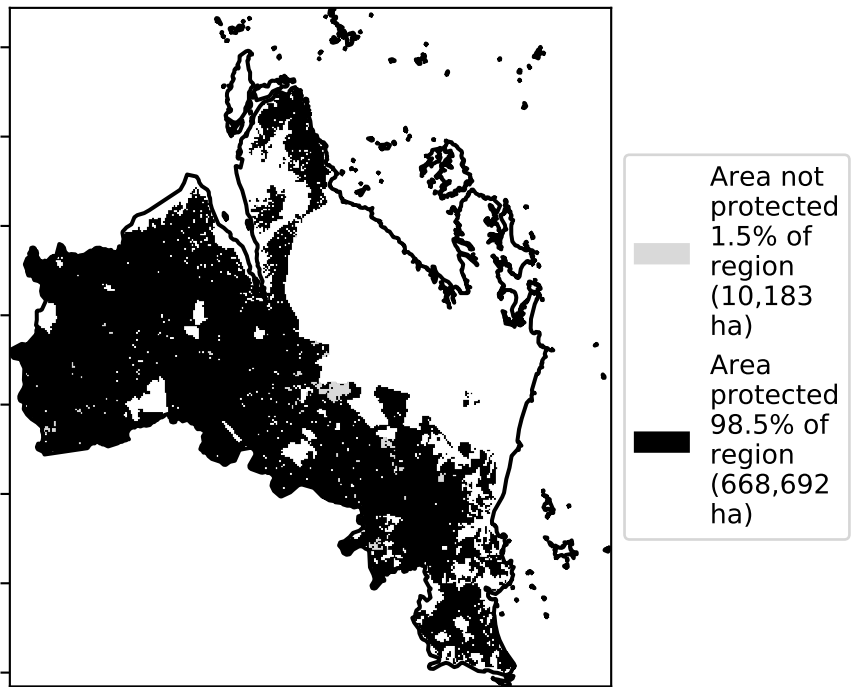 Area not
protected
1.5% of
region
(10,183
ha)
Area
protected
98.5% of
region
(668,692
ha)